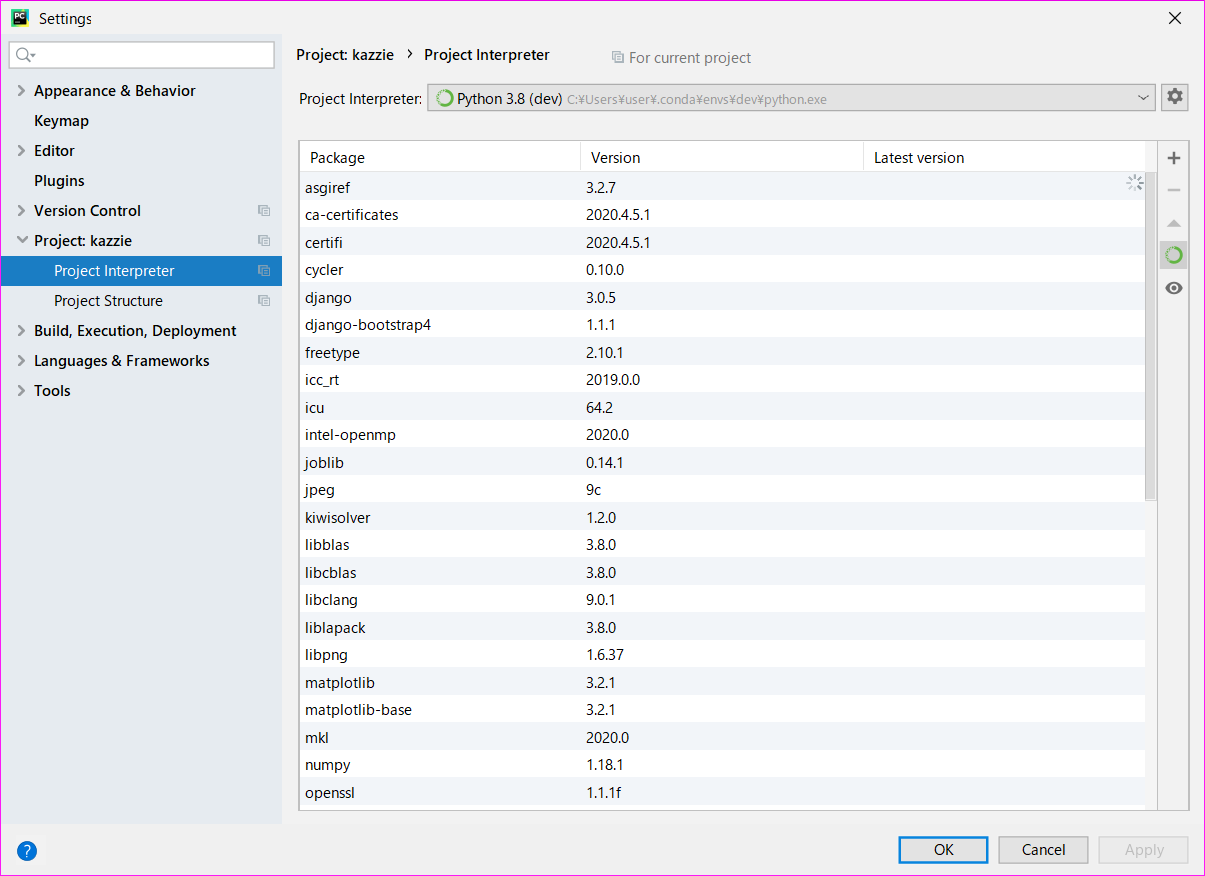 PC Settings
Project: kazzie › Project Interpreter For current project
Appearance & Behavior
Keymap
Editor
Plugins
Version Control
Project: kazzie
Project Interpreter
Project Structure
Build, Execution, Deployment
Languages & Frameworks
Tools
Project Interpreter: Python 3.8 (dev) C:¥Users¥user¥.conda¥envs¥dev¥python.exe
Package Version Latest version
asgiref 3.2.7
ca-certificates 2020.4.5.1
certifi 2020.4.5.1
cycler 0.10.0
django 3.0.5
django-bootstrap4 1.1.1
freetype 2.10.1
icc_rt 2019.0.0
icu 64.2
intel-openmp 2020.0
joblib 0.14.1
jpeg 9c
kiwisolver 1.2.0
libblas 3.8.0
libcblas 3.8.0
libclang 9.0.1
liblapack 3.8.0
libpng 1.6.37
matplotlib 3.2.1
matplotlib-base 3.2.1
mkl 2020.0
numpy 1.18.1
openssl 1.1.1f
? OK Cancel Apply